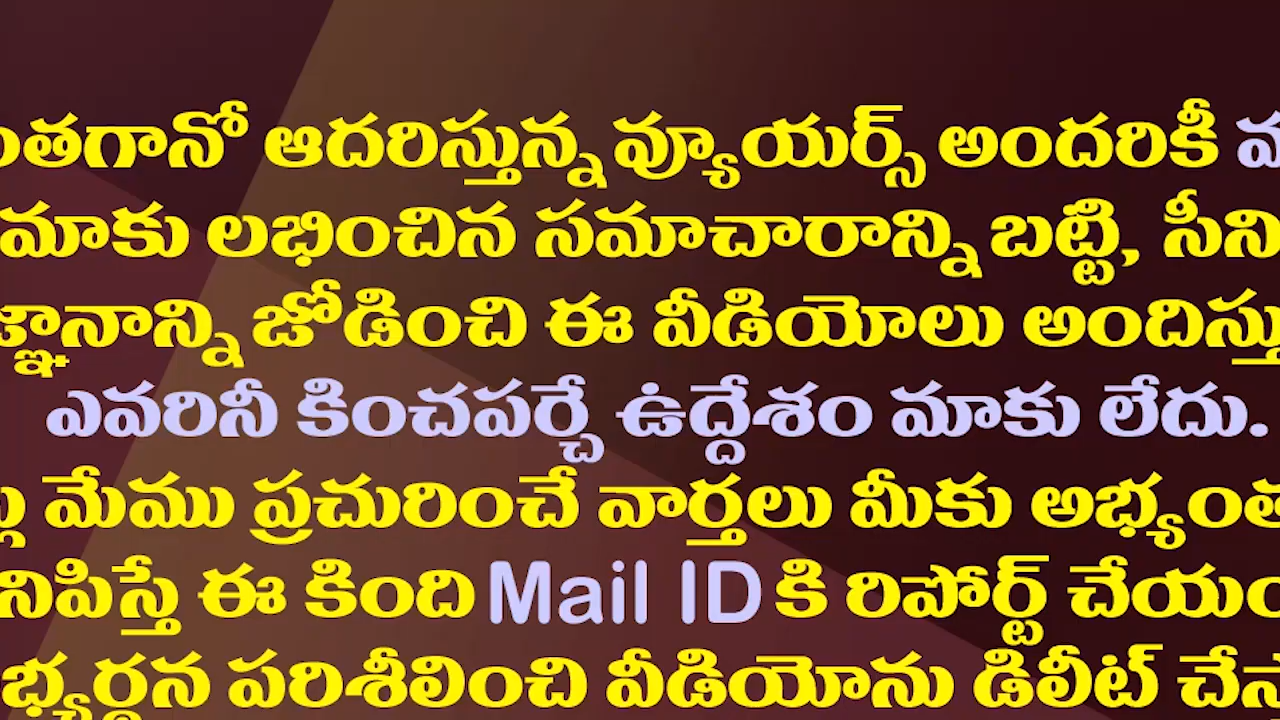 ఆదరిస్తున్న వ్యూయర్స్ అందరికీ
మాకు లభించిన సమాచారాన్ని బట్టి,
జోడించి ఈ వీడియోలు
ఎవరినీ కించపర్చే ఉద్దేశం మాకు లేదు.
మేము ప్రచురించే వార్తలు మీకు
ఈ కింది Mail ID కి రిపోర్ట్
పరిశీలించి వీడియోను డిలీట్